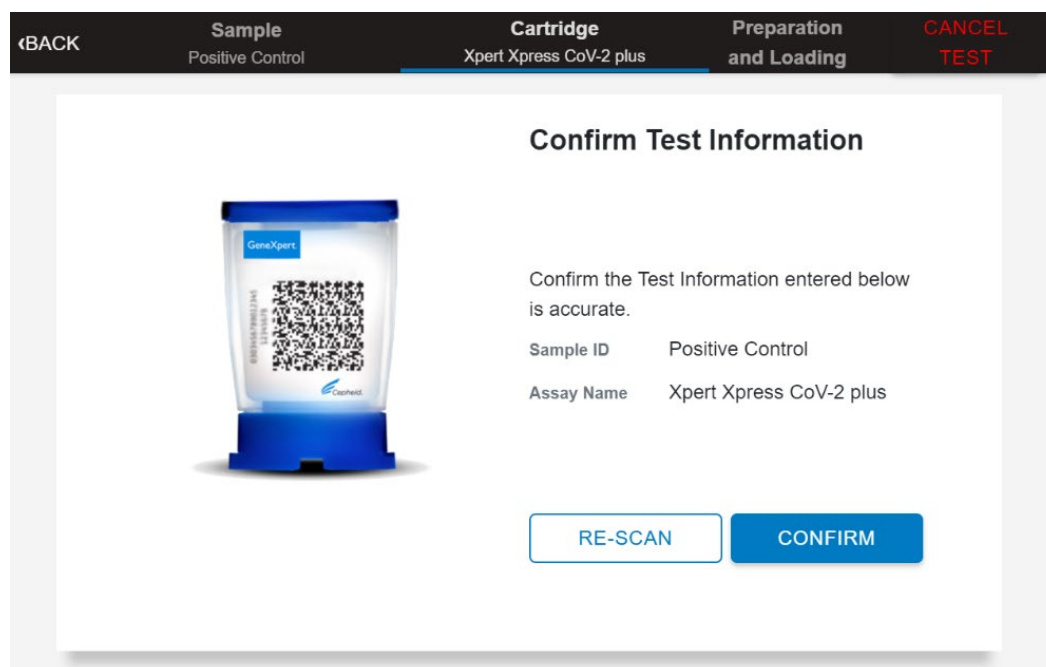 ‹BACK
Sample
Positive Control
Cartridge
Xpert Xpress CoV-2 plus
Preparation
and Loading
CANCEL
TEST
Confirm Test Information
GeneXpert.
Cepheid.
Confirm the Test Information entered below
is accurate.
Sample ID Positive Control
Assay Name Xpert Xpress CoV-2 plus
RE-SCAN
CONFIRM